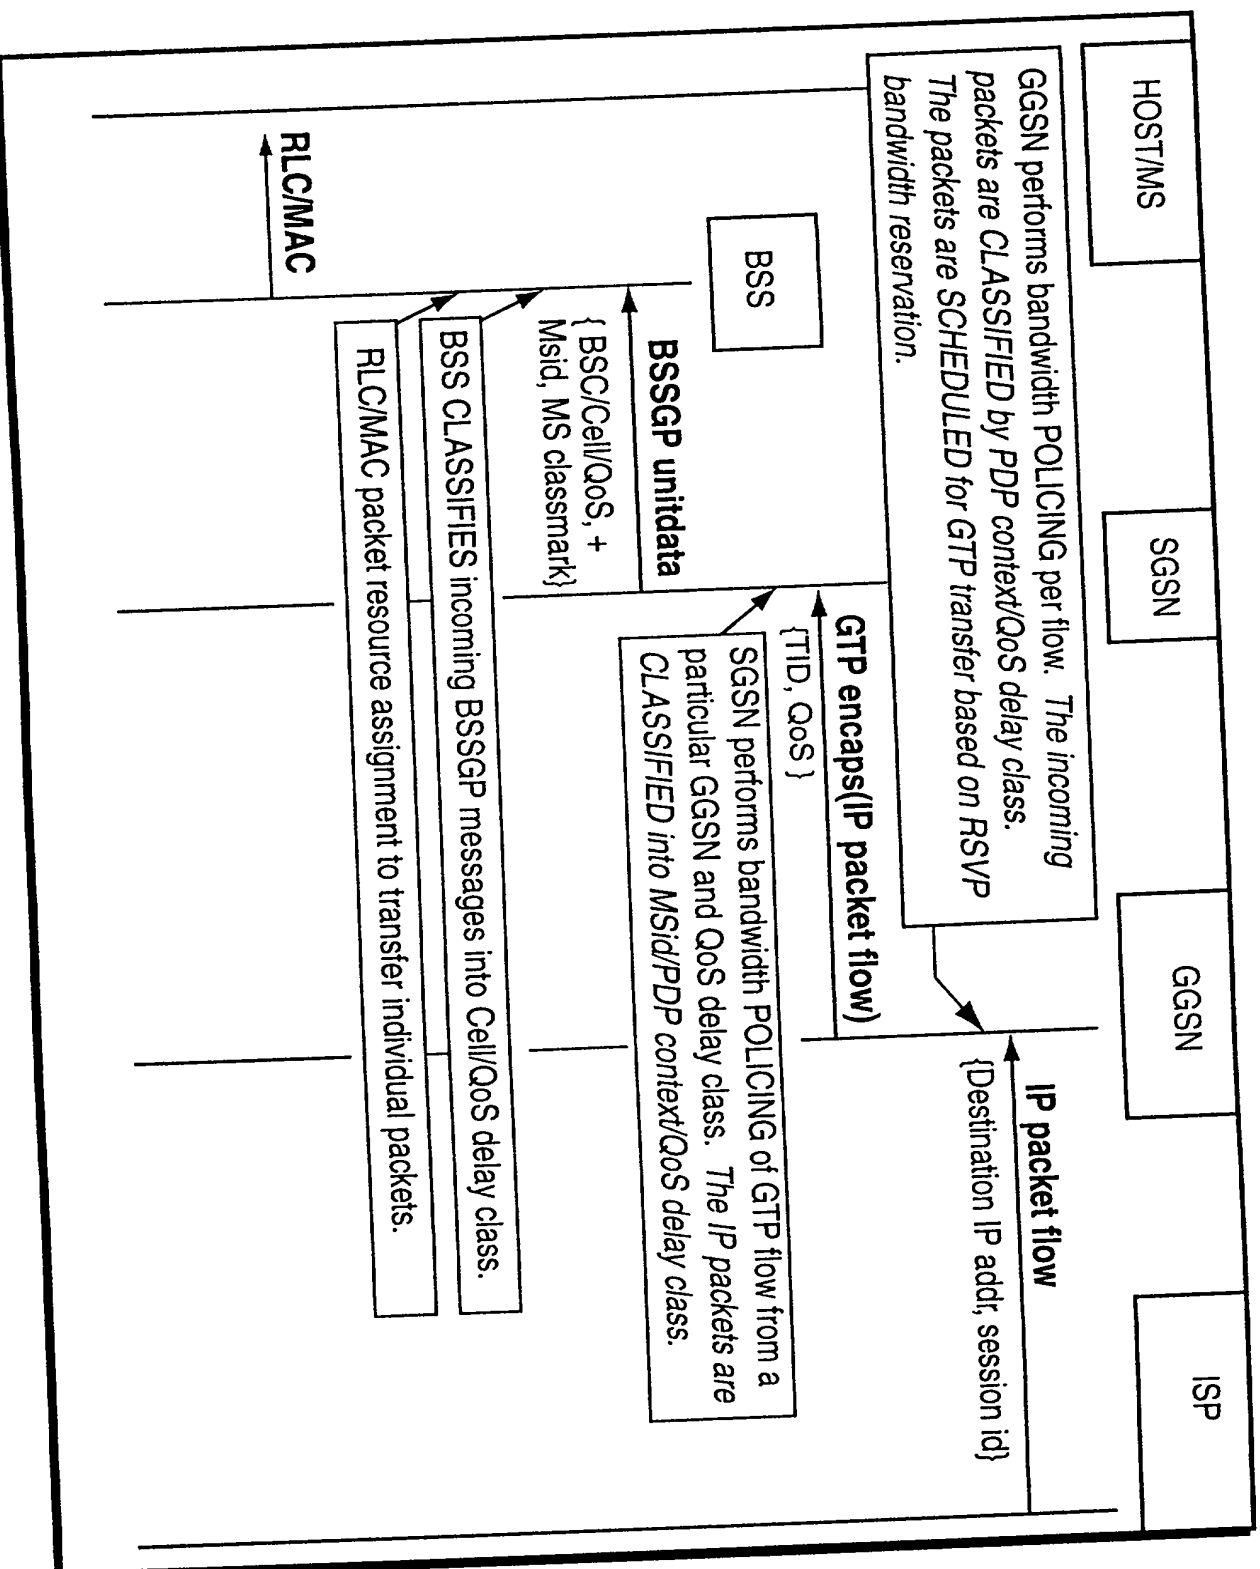 HOST/MS
SGSN
GGSN
ISP
GGSN performs bandwidth POLICING per flow. The incoming
packets are CLASSIFIED by PDP context/QoS delay class.
The packets are SCHEDULED for GTP transfer based on RSVP
bandwidth reservation.
IP packet flow
{Destination IP addr, session id}
BSS
GTP encaps(IP packet flow)
{TID, QoS }
SGSN performs bandwidth POLICING of GTP flow from a
particular GGSN and QoS delay class. The IP packets are
CLASSIFIED into MSid/PDP context/QoS delay class.
BSSGP unitdata
{ BSC/Cell/QoS, +
Msid, MS classmark}
BSS CLASSIFIES incoming BSSGP messages into Cell/QoS delay class.
RLC/MAC packet resource assignment to transfer individual packets.
RLC/MAC